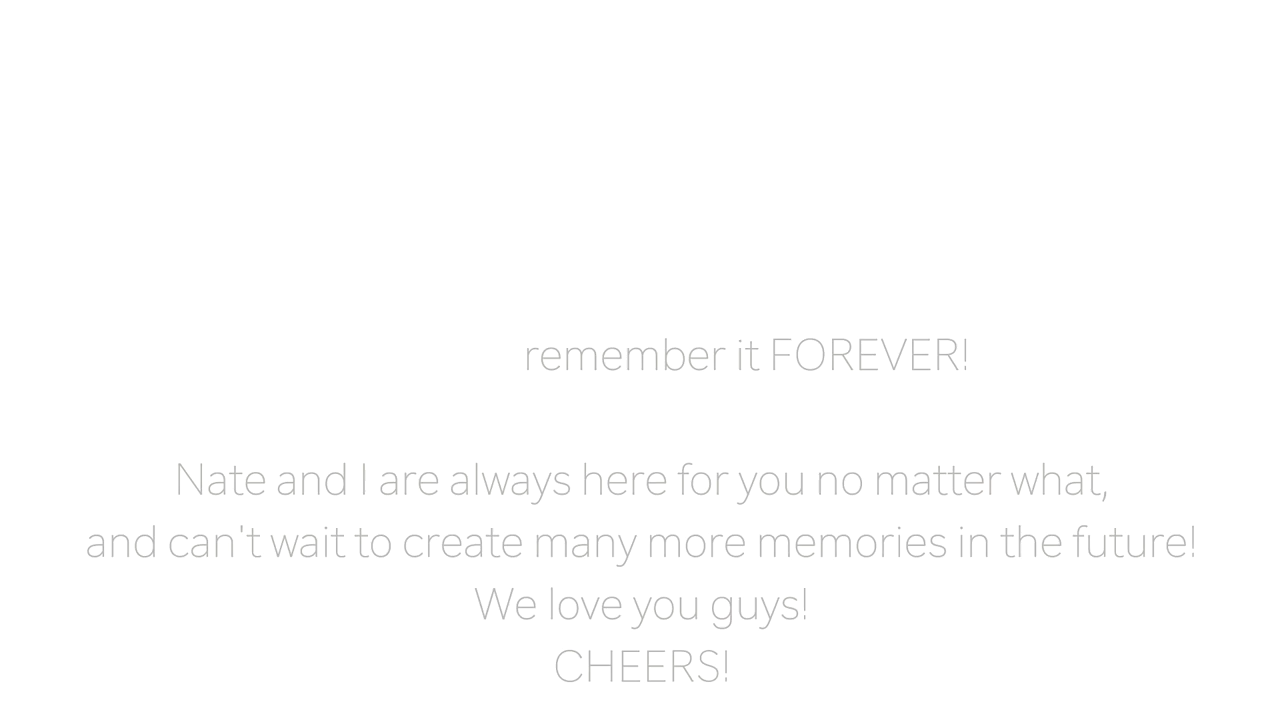 remember it FOREVER!
Nate and I are always here for you no matter what,
and can't wait to create many more memories in the future!
We love you guys!
CHEERS!